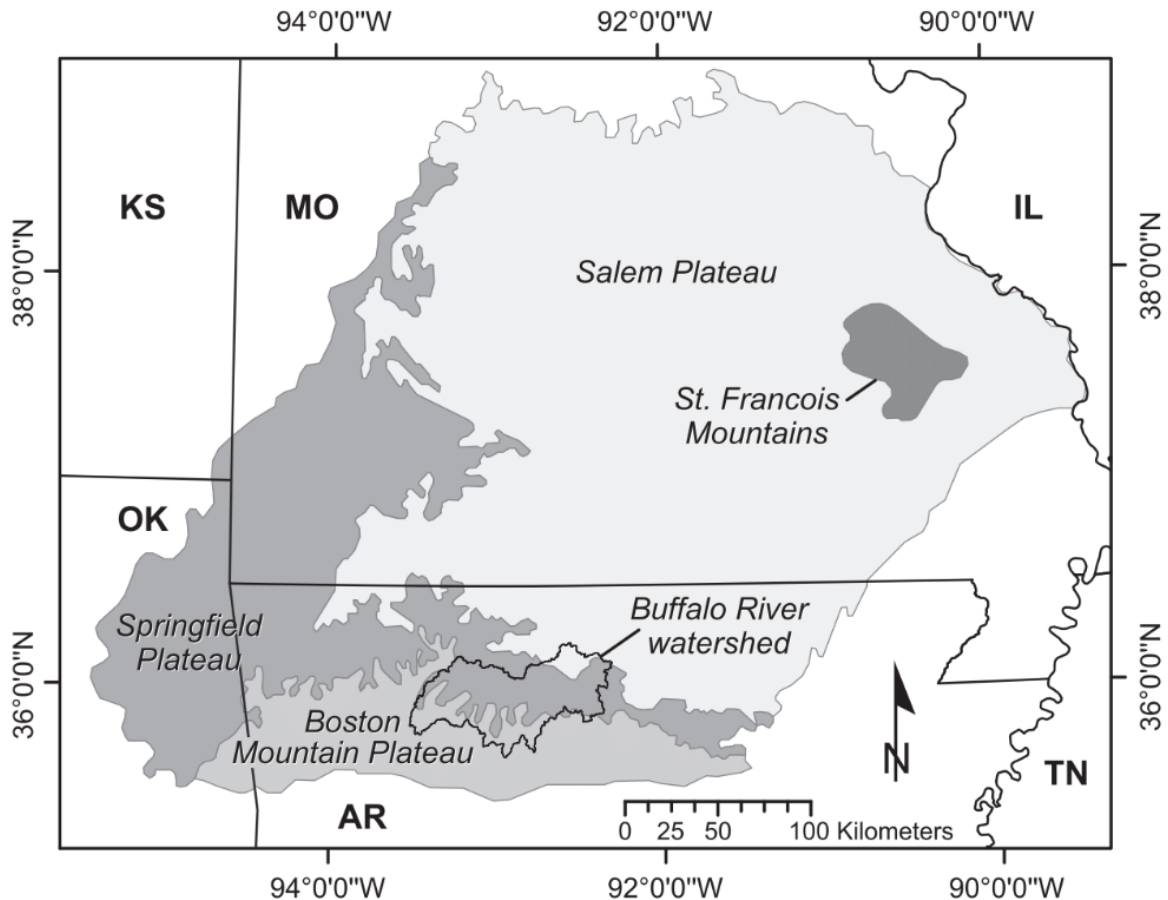 94°0'0"W
92°0'0"W
90°0'0"W
KS
MO
IL
38°0'0"N
38°0'0"N
Salem Plateau
St. Francois
Mountains
OK
Springfield
Plateau
Buffalo River
watershed
36°0'0"N
36°0'0"N
Boston
Mountain Plateau
N
TN
AR
0 25 50 100 Kilometers
94°0'0"W
92°0'0"W
90°0'0"W